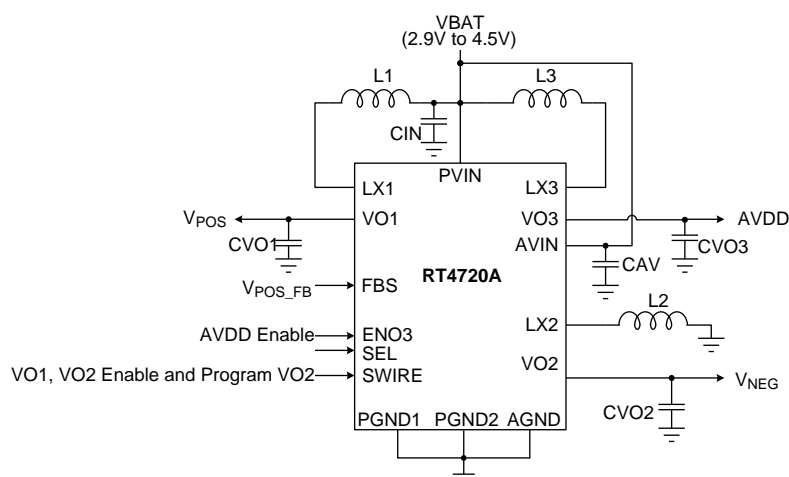 VBAT
(2.9V to 4.5V)
L1
L3
CIN
PVIN
LX1
LX3
VPOS
VO1
VO3
AVDD
CVO1
AVIN
CVO3
RT4720A
CAV
VPOS_FB
FBS
L2
LX2
AVDD Enable
ENO3
SEL
VO2
VO1, VO2 Enable and Program VO2
SWIRE
VNEG
CVO2
PGND1 PGND2 AGND